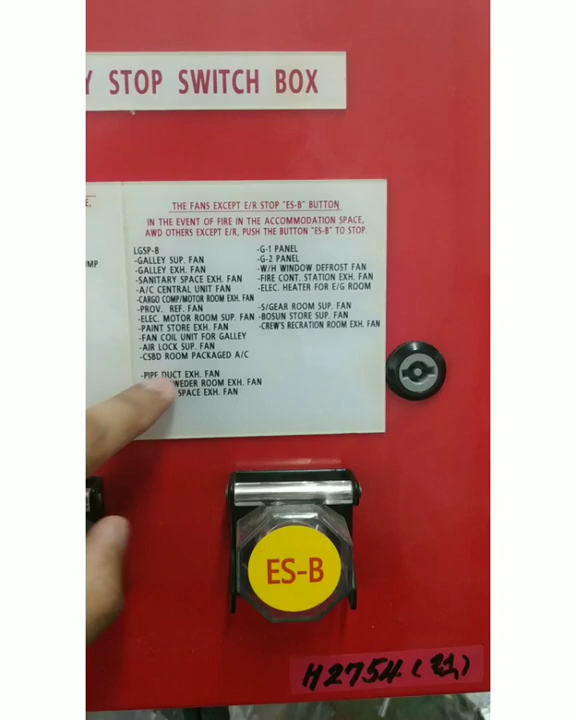 Y STOP SWITCH BOX
E,
MP
THE FANS EXCEPT E/R STOP "ES-B" BUTTON
IN THE EVENT OF FIRE IN THE ACCOMMODATION SPACE,
AWD OTHERS EXCEPT E/R, PUSH THE BUTTON "ES-B" TO STOP.
LGSP-8
-GALLEY SUP. FAN
-GALLEY EXH. FAN
-SANITARY SPACE EXH. FAN
-A/C CENTRAL UNIT FAN
-CARGO COMP/MOTOR ROOM EXH. FAN
-PROV. REF. FAN
-ELEC. MOTOR ROOM SUP. FAN
-PAINT STORE EXH. FAN
-FAN COIL UNIT FOR GALLEY
-AIR LOCK SUP. FAN
-CSBD ROOM PACKAGED A/C
-PIPE DUCT EXH. FAN
WEDER ROOM EXH. FAN
SPACE EXH. FAN
-G-1 PANEL
-G-2 PANEL
-W/H WINDOW DEFROST FAN
-FIRE CONT. STATION EXH. FAN
-ELEC. HEATER FOR E/G ROOM
-S/GEAR ROOM SUP. FAN
-BOSUN STORE SUP. FAN
-CREW'S RECRATION ROOM EXH. FAN
ES-B
H2754